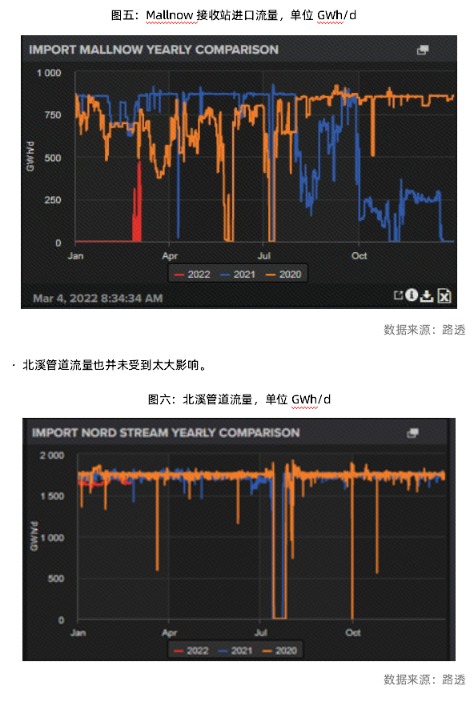 图五：Mallnow 接收站进口流量，单位 GWh/d
IMPORT MALLNOW YEARLY COMPARISON
1 000
750
500
250
0
GWh/d
Jan Apr Jul Oct
2022 2021 2020
Mar 4, 2022 8:34:34 AM
数据来源：路透
· 北溪管道流量也并未受到太大影响。
图六：北溪管道流量，单位 GWh/d
IMPORT NORD STREAM YEARLY COMPARISON
2 000
1 500
1 000
500
0
GWh/d
Jan Apr Jul Oct
2022 2021 2020
数据来源：路透